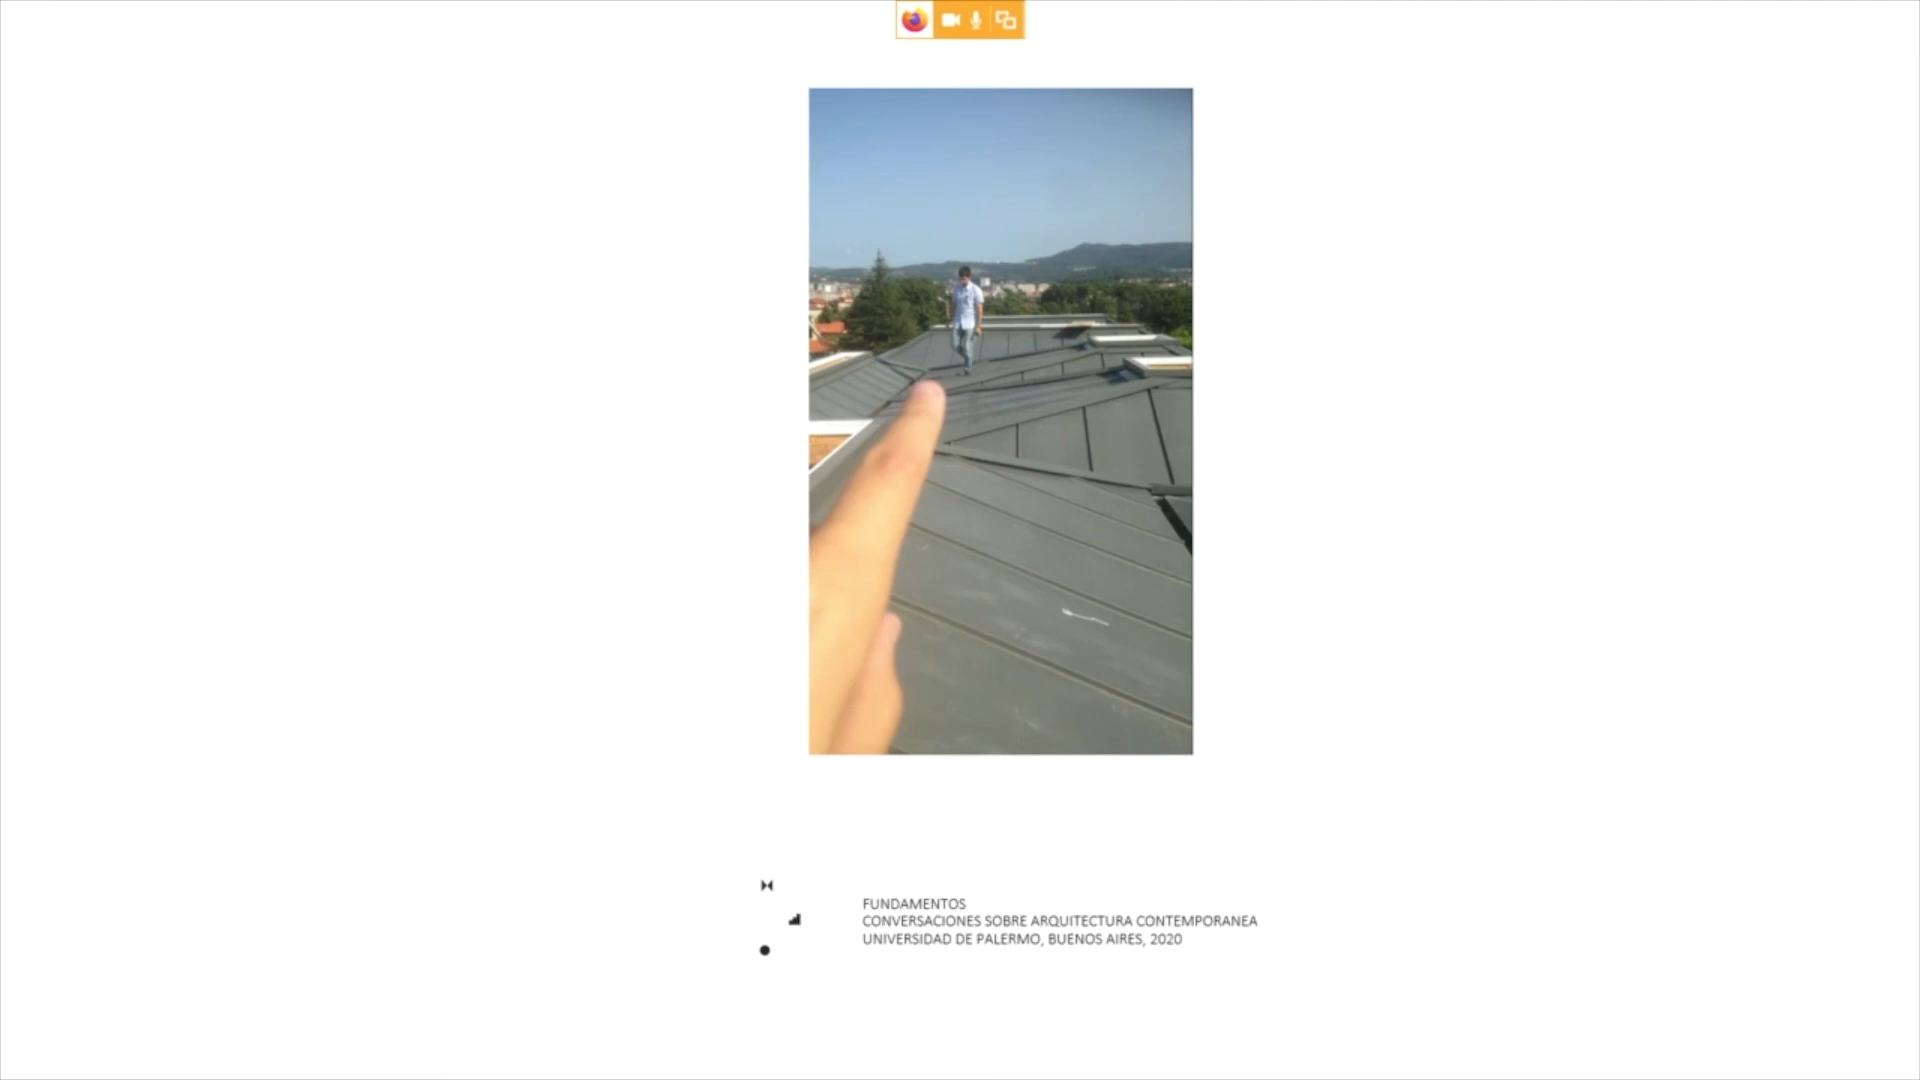 FUNDAMENTOS
CONVERSACIONES SOBRE ARQUITECTURA CONTEMPORANEA
UNIVERSIDAD DE PALERMO, BUENOS AIRES, 2020